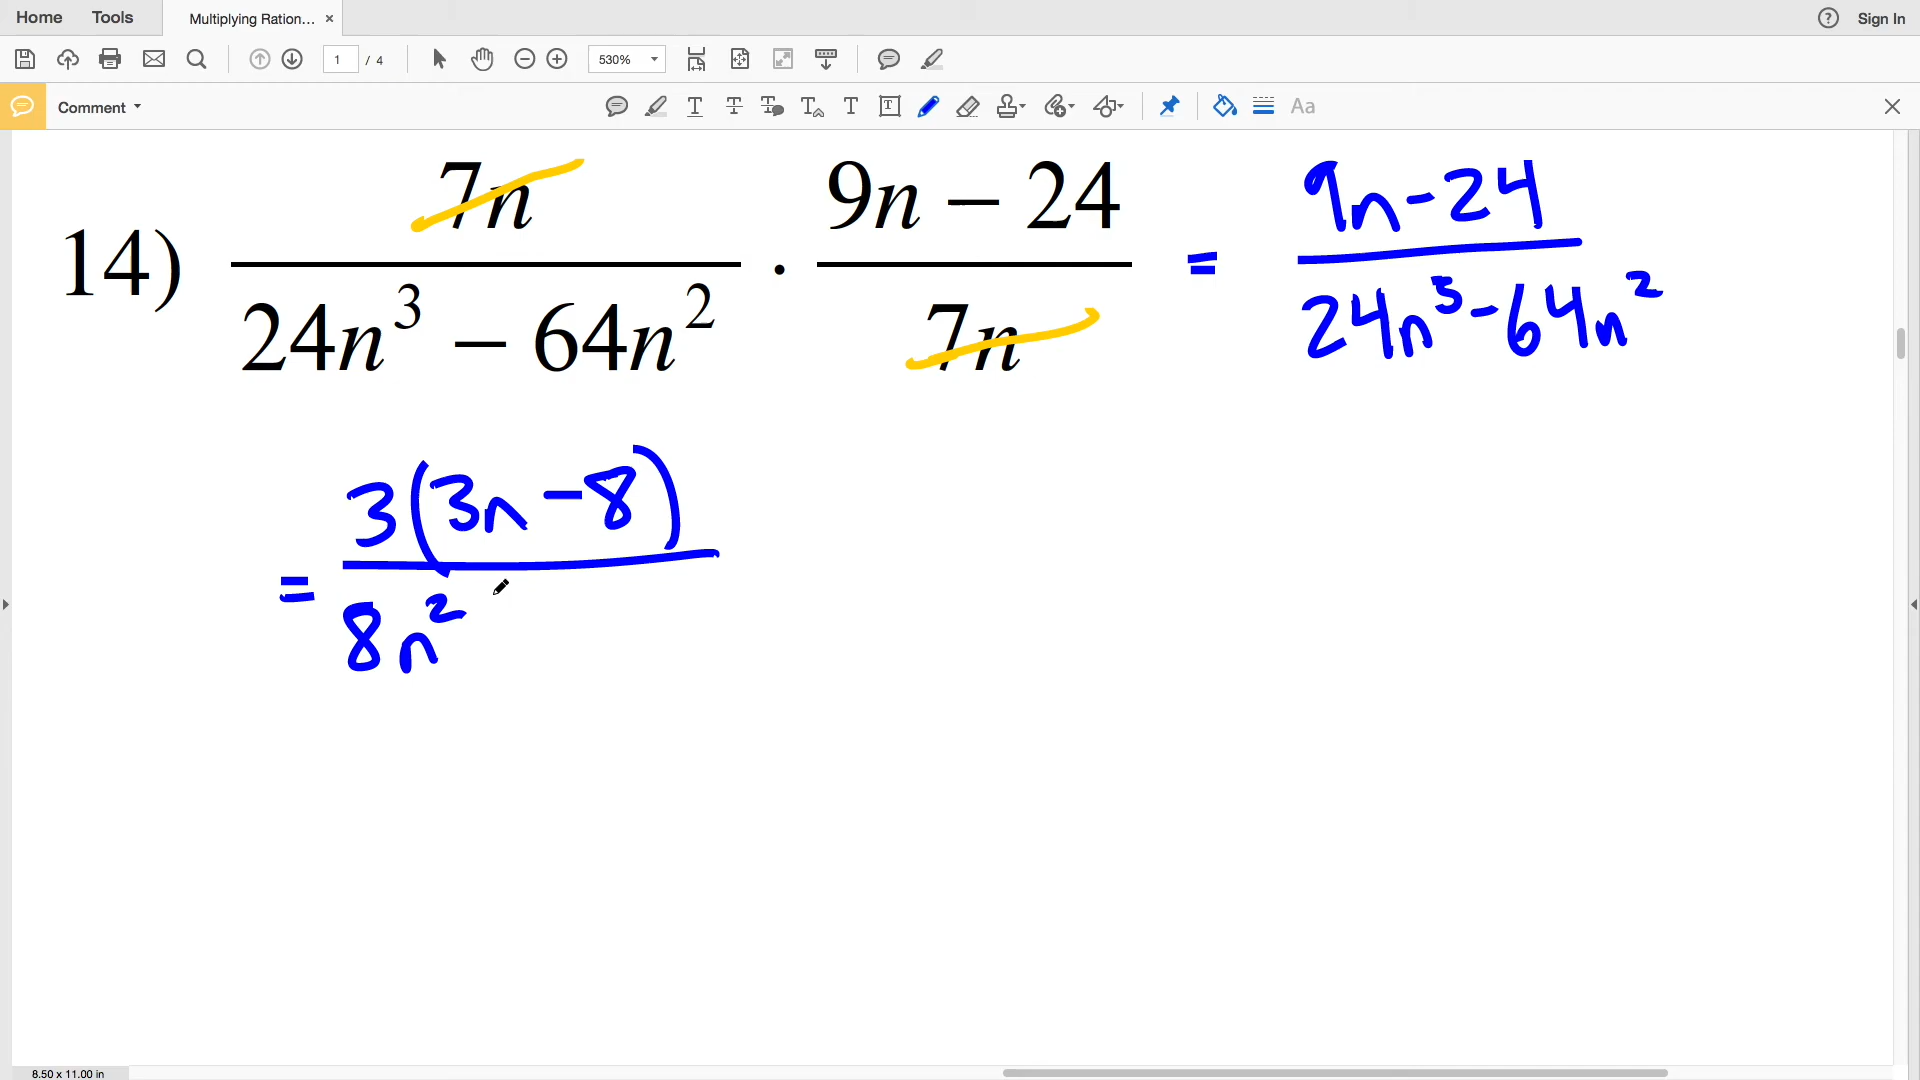 Home Tools Multiplying Ration... × ? Sign In
1 / 4 530%
Comment Aa
14) 7n / (24n³ − 64n²) · (9n − 24) / 7n = (9n-24) / (24n³-64n²)
= 3(3n-8) / 8n²
8.50 x 11.00 in